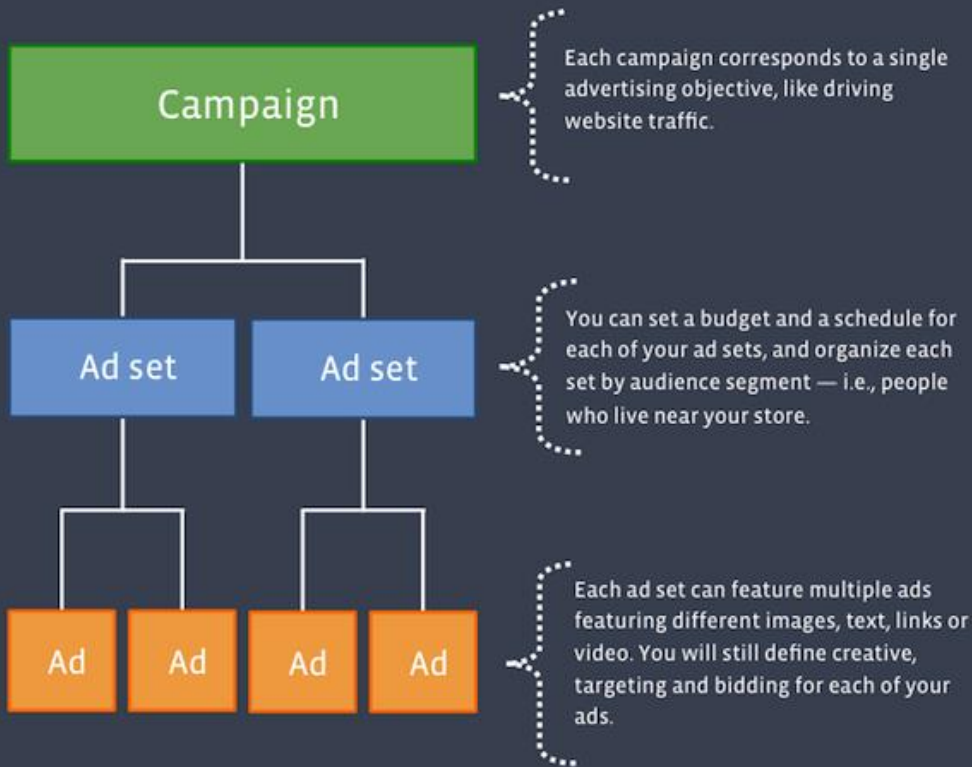 Campaign
Each campaign corresponds to a single
advertising objective, like driving
website traffic.
Ad set
Ad set
You can set a budget and a schedule for
each of your ad sets, and organize each
set by audience segment — i.e., people
who live near your store.
Ad
Ad
Ad
Ad
Each ad set can feature multiple ads
featuring different images, text, links or
video. You will still define creative,
targeting and bidding for each of your
ads.